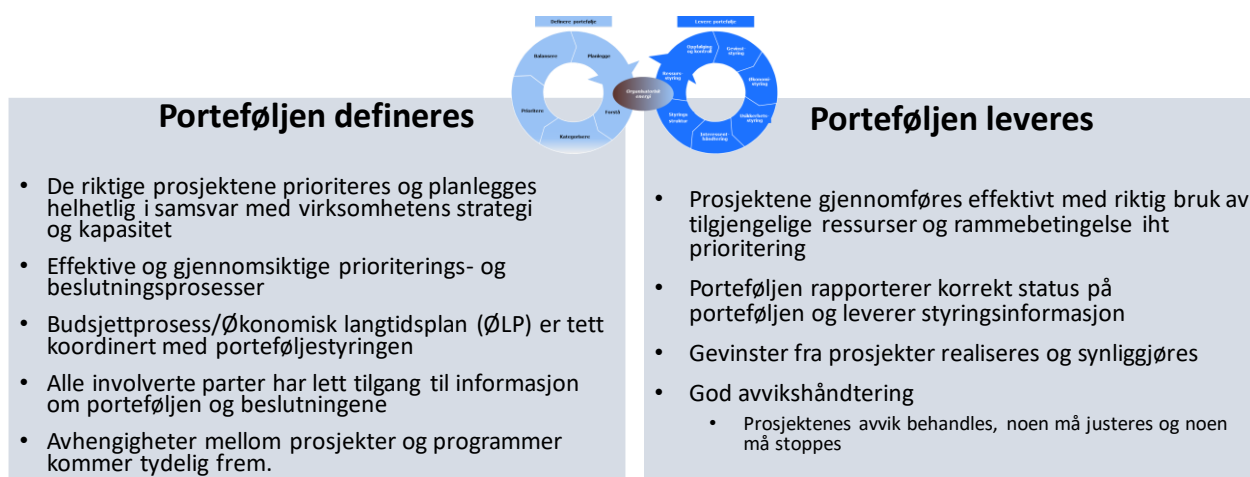 Definere portefølje
Levere portefølje
Balansere
Planlegge
Prioritere
Forstå
Kategorisere
Organisatorisk
energi
Oppfølging
og kontroll
Gevinst-
styring
Økonomi-
styring
Usikkerhets-
styring
Interessent
håndtering
Styrings
struktur
Ressurs-
styring
Porteføljen defineres
• De riktige prosjektene prioriteres og planlegges
helhetlig i samsvar med virksomhetens strategi
og kapasitet
• Effektive og gjennomsiktige prioriterings- og
beslutningsprosesser
• Budsjettprosess/Økonomisk langtidsplan (ØLP) er tett
koordinert med porteføljestyringen
• Alle involverte parter har lett tilgang til informasjon
om porteføljen og beslutningene
• Avhengigheter mellom prosjekter og programmer
kommer tydelig frem.
Porteføljen leveres
• Prosjektene gjennomføres effektivt med riktig bruk av
tilgjengelige ressurser og rammebetingelse iht
prioritering
• Porteføljen rapporterer korrekt status på
porteføljen og leverer styringsinformasjon
• Gevinster fra prosjekter realiseres og synliggjøres
• God avvikshåndtering
• Prosjektenes avvik behandles, noen må justeres og noen
må stoppes